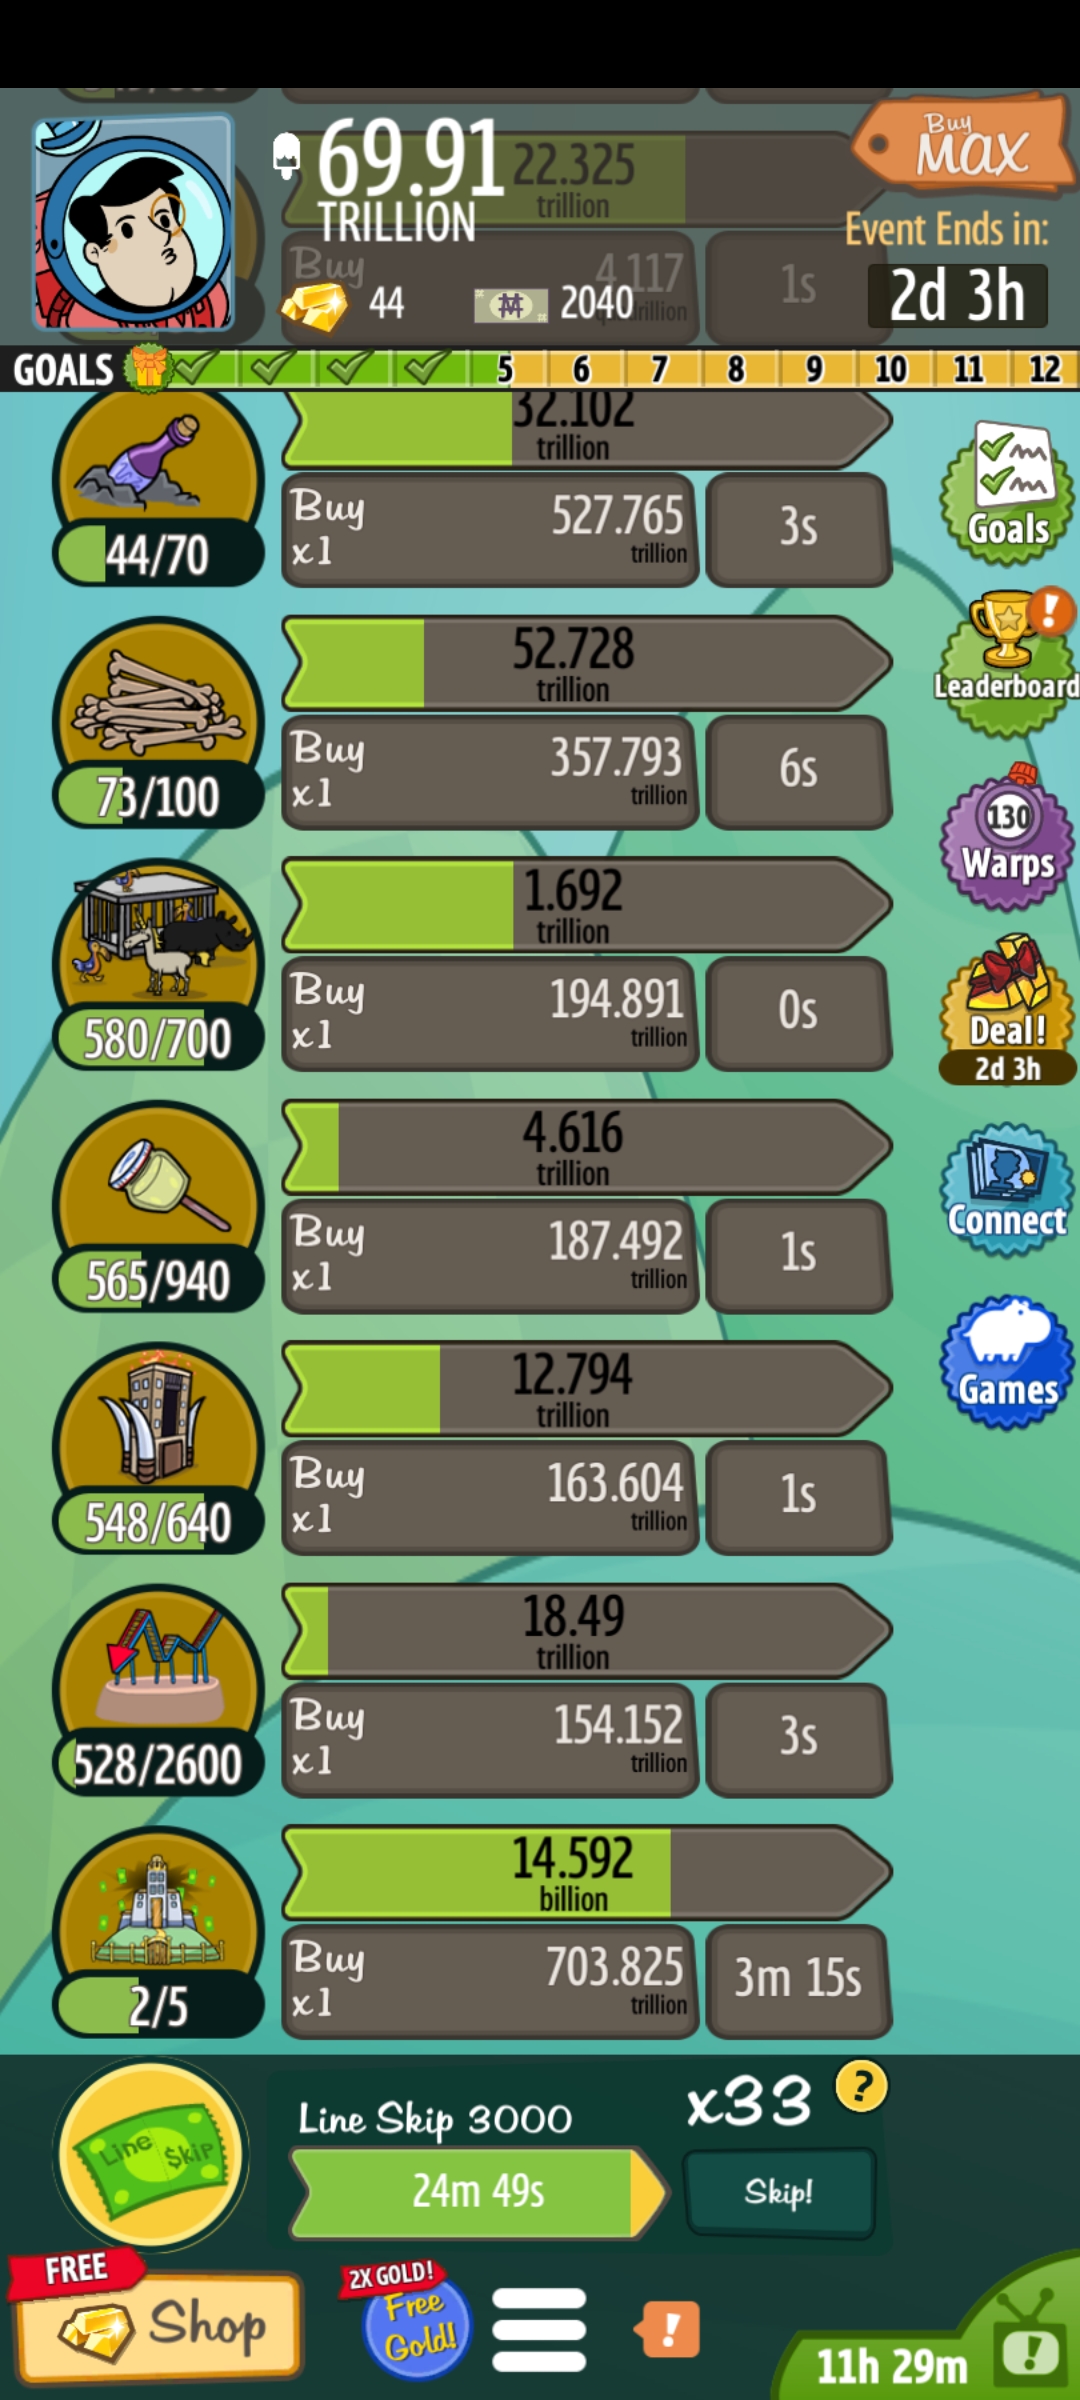 69.91
TRILLION
22.325
trillion
Buy
MAX
Event Ends in:
2d 3h
Buy
4.117
1s
44
2040
GOALS 5 6 7 8 9 10 11 12
32.102
trillion
Buy
x1
527.765
trillion
3s
44/70
Goals
52.728
trillion
Buy
x1
357.793
trillion
6s
73/100
Leaderboard
130
Warps
1.692
trillion
Buy
x1
194.891
trillion
0s
580/700
Deal!
2d 3h
4.616
trillion
Buy
x1
187.492
trillion
1s
565/940
Connect
12.794
trillion
Buy
x1
163.604
trillion
1s
548/640
Games
18.49
trillion
Buy
x1
154.152
trillion
3s
528/2600
14.592
billion
Buy
x1
703.825
trillion
3m 15s
2/5
Line $kip
Line Skip 3000
x33
?
24m 49s
Skip!
FREE
Shop
2X GOLD!
Free
Gold!
!
11h 29m
!